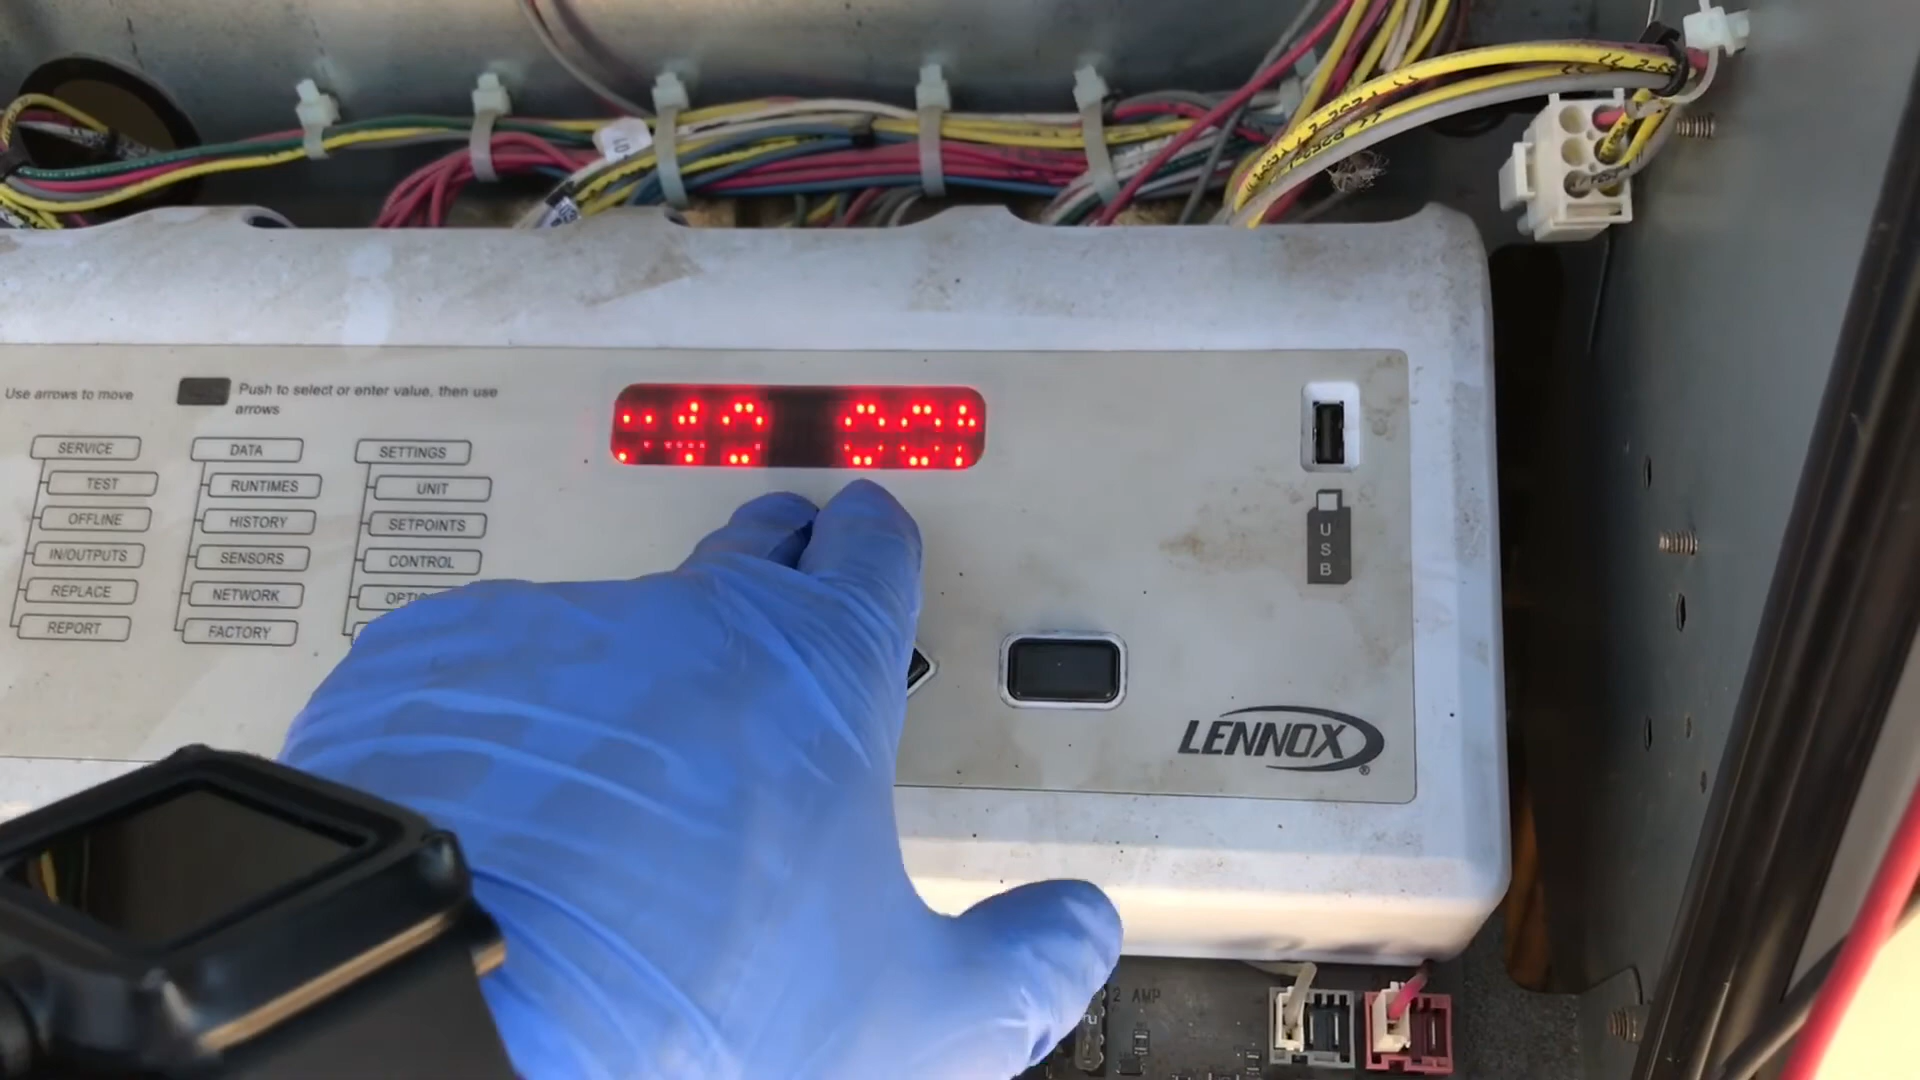 Use arrows to move
Push to select or enter value, then use
arrows
SERVICE
TEST
OFFLINE
IN/OUTPUTS
REPLACE
REPORT
DATA
RUNTIMES
HISTORY
SENSORS
NETWORK
FACTORY
SETTINGS
UNIT
SETPOINTS
CONTROL
USB
LENNOX
2 AMP